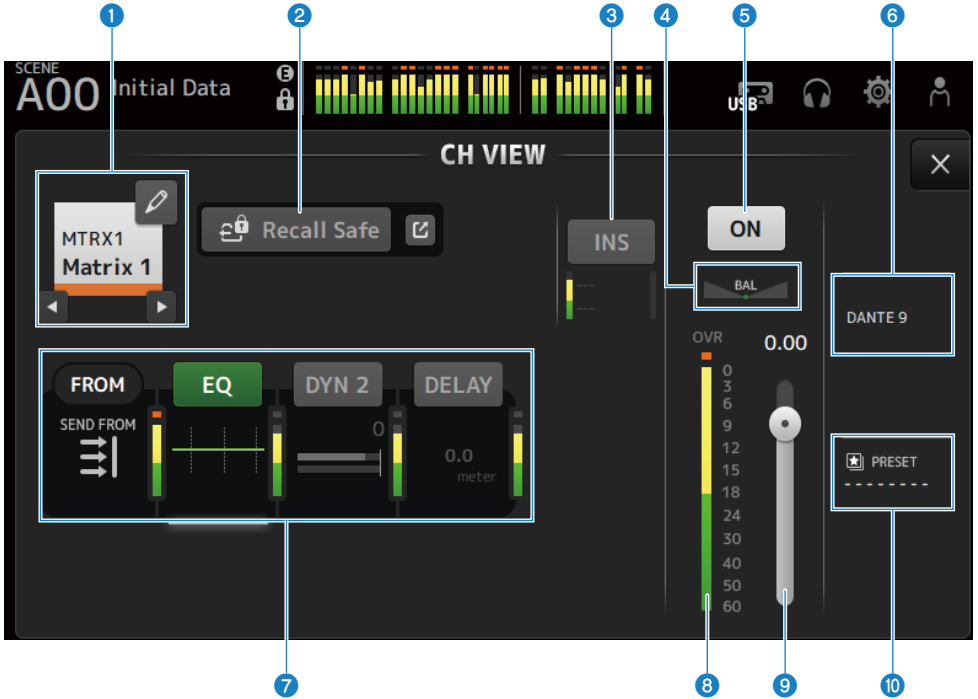 1 2 3 4 5 6
SCENE
A00 Initial Data
E
USB
CH VIEW
MTRX1
Matrix 1
Recall Safe
INS
---
---
ON
BAL
DANTE 9
OVR
0.00
0
3
6
9
12
15
18
24
30
40
50
60
FROM
EQ
DYN 2
DELAY
SEND FROM
0
0.0
meter
PRESET
--------
7 8 9 10